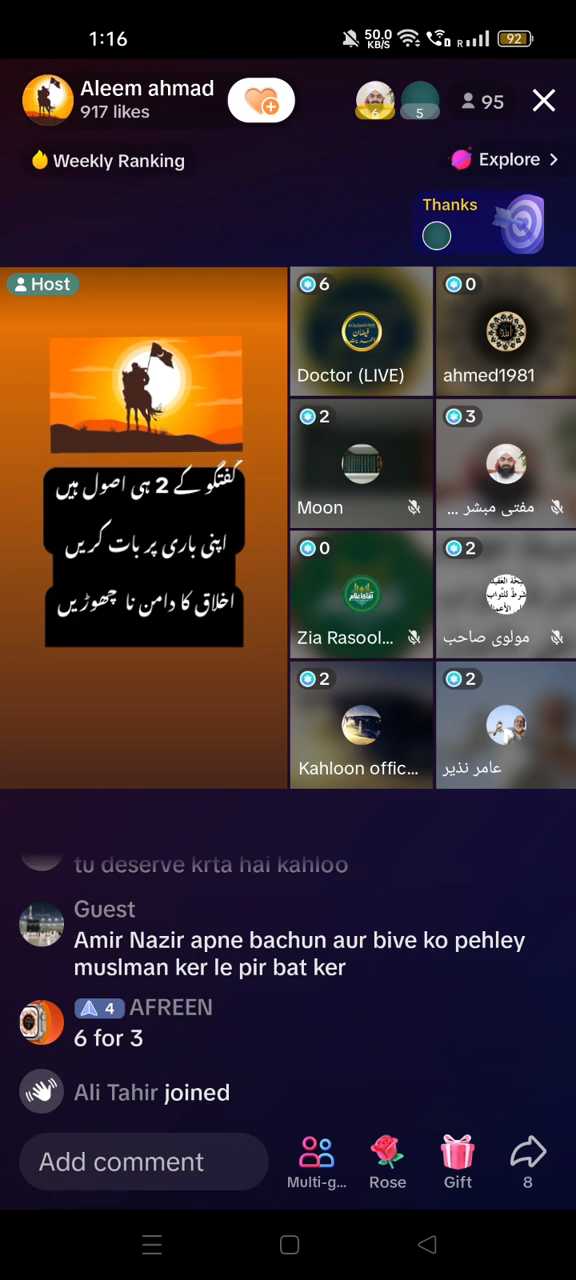 1:16
50.0
KB/S
R
92
Aleem ahmad
917 likes
6
5
95
Weekly Ranking
Explore
Thanks
Host
گفتگو کے 2 ہی اصول ہیں
اپنی باری پر بات کریں
اخلاق کا دامن نا چھوڑیں
6
Doctor (LIVE)
0
ahmed1981
2
Moon
3
مفتی مبشر ...
0
Zia Rasool...
2
مولوی صاحب
2
Kahloon offic...
2
عامر نذیر
tu deserve krta hai kahloo
Guest
Amir Nazir apne bachun aur bive ko pehley
muslman ker le pir bat ker
4 AFREEN
6 for 3
Ali Tahir joined
Add comment
Multi-g...
Rose
Gift
8